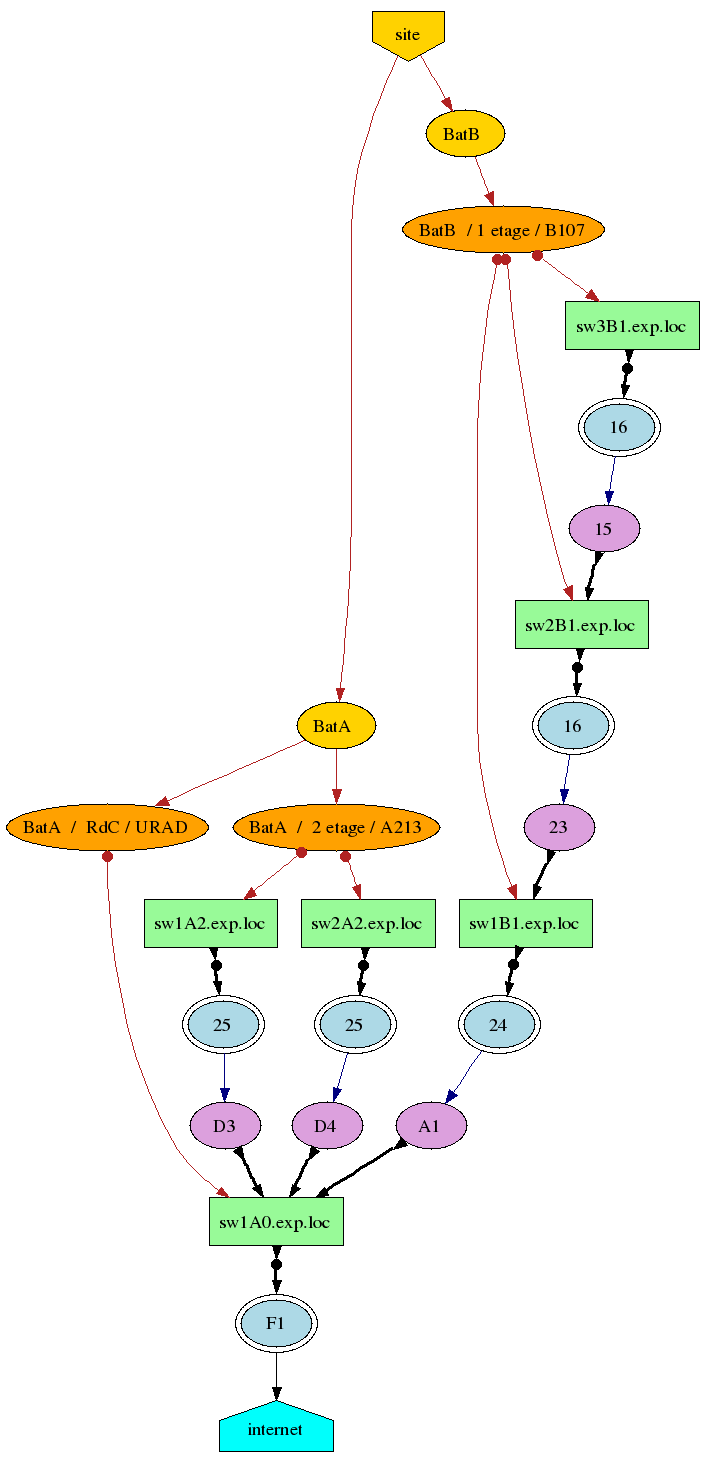 site
BatB
BatB / 1 etage / B107
sw3B1.exp.loc
16
15
sw2B1.exp.loc
16
BatA
BatA / RdC / URAD
BatA / 2 etage / A213
23
sw1A2.exp.loc
sw2A2.exp.loc
sw1B1.exp.loc
25
25
24
D3
D4
A1
sw1A0.exp.loc
F1
internet